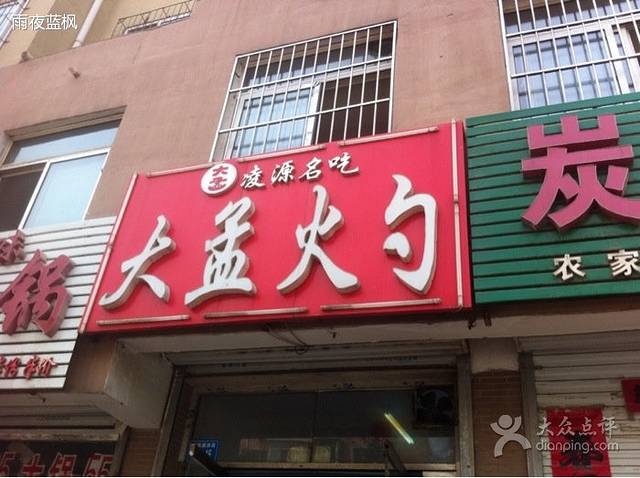 雨夜蓝枫
大孟
凌源名吃
大孟火勺
锅
炭
农家
大众点评
dianping.com